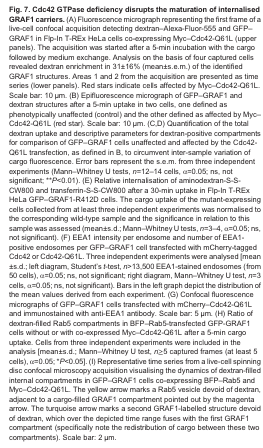 Fig. 7. Cdc42 GTPase deficiency disrupts the maturation of internalised
GRAF1 carriers. (A) Fluorescence micrograph representing the first frame of a
live-cell confocal acquisition detecting dextran–Alexa-Fluor-555 and GFP–
GRAF1 in Flp-In T-REx HeLa cells co-expressing Myc–Cdc42-Q61L (upper
panels). The acquisition was started after a 5-min incubation with the cargo
followed by medium exchange. Analysis on the basis of four captured cells
revealed dextran enrichment in 31±16% (mean±s.e.m.) of the identified
GRAF1 structures. Areas 1 and 2 from the acquisition are presented as time
series (lower panels). Red stars indicate cells affected by Myc–Cdc42-Q61L.
Scale bar: 10 μm. (B) Epifluorescence micrograph of GFP–GRAF1 and
dextran structures after a 5-min uptake in two cells, one defined as
phenotypically unaffected (control) and the other defined as affected by Myc–
Cdc42-Q61L (red star). Scale bar: 10 μm. (C,D) Quantification of the total
dextran uptake and descriptive parameters for dextran-positive compartments
for comparison of GFP–GRAF1 cells unaffected and affected by the Cdc42-
Q61L transfection, as defined in B, to circumvent inter-sample variation of
cargo fluorescence. Error bars represent the s.e.m. from three independent
experiments (Mann–Whitney U tests, n=12–14 cells, α=0.05; ns, not
significant; **P<0.01). (E) Relative internalisation of aminodextran-S-S-
CW800 and transferrin-S-S-CW800 after a 30-min uptake in Flp-In T-REx
HeLa GFP–GRAF1-R412D cells. The cargo uptake of the mutant-expressing
cells collected from at least three independent experiments was normalised to
the corresponding wild-type sample and the significance in relation to this
sample was assessed (mean±s.d.; Mann–Whitney U tests, n=3–4, α=0.05; ns,
not significant). (F) EEA1 intensity per endosome and number of EEA1-
positive endosomes per GFP–GRAF1 cell transfected with mCherry-tagged
Cdc42 or Cdc42-Q61L. Three independent experiments were analysed [mean
±s.d.; left diagram, Student's t-test, n>13,500 EEA1-stained endosomes (from
50 cells), α=0.05; ns, not significant; right diagram, Mann–Whitney U test, n=3
cells, α=0.05; ns, not significant]. Bars in the left graph depict the distribution of
the mean values derived from each experiment. (G) Confocal fluorescence
micrographs of GFP–GRAF1 cells transfected with mCherry–Cdc42-Q61L
and immunostained with anti-EEA1 antibody. Scale bar: 5 μm. (H) Ratio of
dextran-filled Rab5 compartments in BFP–Rab5-transfected GFP-GRAF1
cells without or with co-expressed Myc–Cdc42-Q61L after a 5-min cargo
uptake. Cells from three independent experiments were included in the
analysis [mean±s.d.; Mann–Whitney U test, n≥5 captured frames (at least 5
cells), α=0.05; *P<0.05]. (I) Representative time series from a live-cell spinning
disc confocal microscopy acquisition visualising the dynamics of dextran-filled
internal compartments in GFP–GRAF1 cells co-expressing BFP–Rab5 and
Myc–Cdc42-Q61L. The yellow arrow marks a Rab5 vesicle devoid of dextran,
adjacent to a cargo-filled GRAF1 compartment pointed out by the magenta
arrow. The turquoise arrow marks a second GRAF1-labelled structure devoid
of dextran, which over the depicted time range fuses with the first GRAF1
compartment (specifically note the redistribution of cargo between these two
compartments). Scale bar: 2 μm.